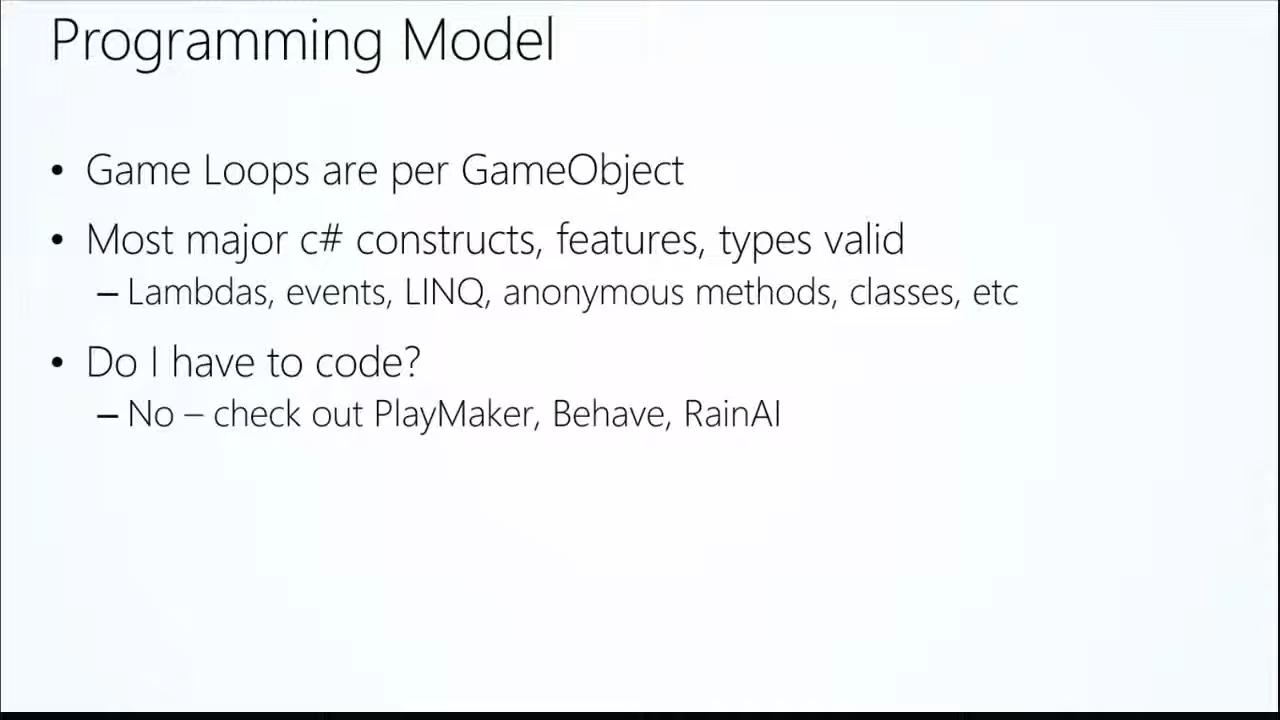 Programming Model
• Game Loops are per GameObject
• Most major c# constructs, features, types valid
– Lambdas, events, LINQ, anonymous methods, classes, etc
• Do I have to code?
– No – check out PlayMaker, Behave, RainAI